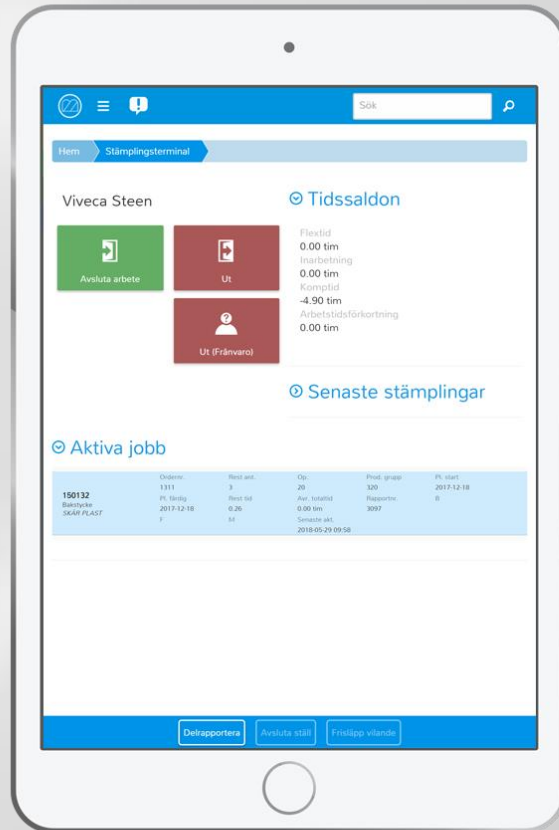 Sök
Hem Stämplingsterminal
Viveca Steen
Avsluta arbete
Ut
Ut (Frånvaro)
Tidssaldon
Flextid
0.00 tim
Inarbetning
0.00 tim
Komptid
-4.90 tim
Arbetstidsförkortning
0.00 tim
Senaste stämplingar
Aktiva jobb
150132
Bakstycke
SKÄR PLAST
Ordernr. Rest ant. Op. Prod. grupp Pl. start
1311 3 20 320 2017-12-18
Pl. färdig Rest tid Avr. totaltid Rapportnr. B
2017-12-18 0.26 0.00 tim 3097
F M Senaste akt.
2018-05-29 09:58
Delrapportera Avsluta ställ Frisläpp vilande